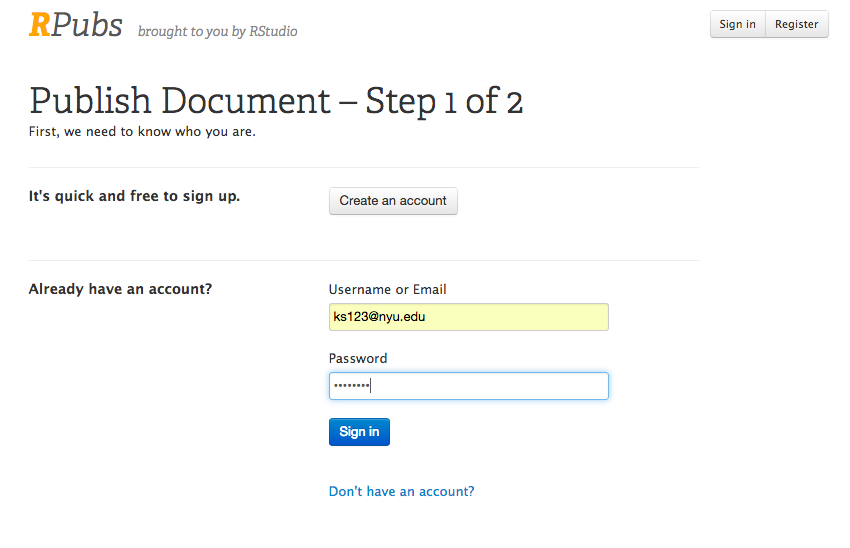 RPubs brought to you by RStudio
Sign in Register
Publish Document – Step 1 of 2
First, we need to know who you are.
It's quick and free to sign up.
Create an account
Already have an account?
Username or Email
ks123@nyu.edu
Password
••••••••
Sign in
Don't have an account?